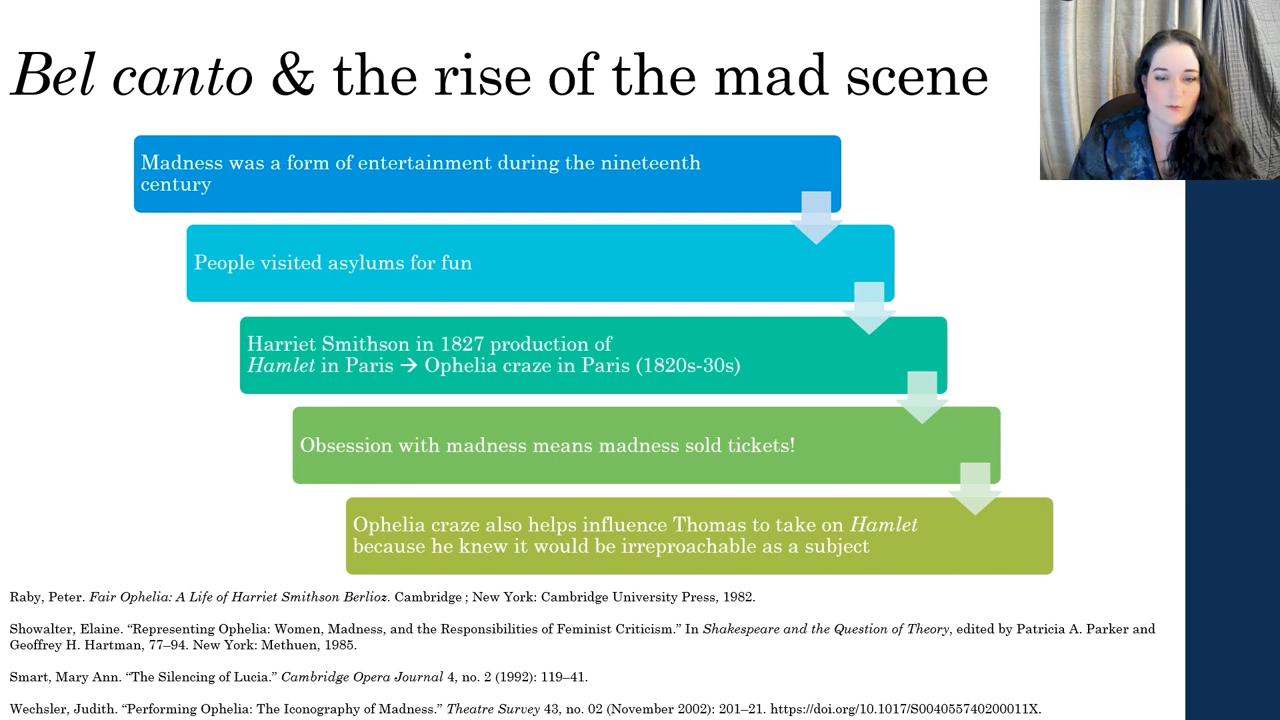 Bel canto & the rise of the mad scene
Madness was a form of entertainment during the nineteenth
century
People visited asylums for fun
Harriet Smithson in 1827 production of
Hamlet in Paris → Ophelia craze in Paris (1820s-30s)
Obsession with madness means madness sold tickets!
Ophelia craze also helps influence Thomas to take on Hamlet
because he knew it would be irreproachable as a subject
Raby, Peter. Fair Ophelia: A Life of Harriet Smithson Berlioz. Cambridge ; New York: Cambridge University Press, 1982.
Showalter, Elaine. “Representing Ophelia: Women, Madness, and the Responsibilities of Feminist Criticism.” In Shakespeare and the Question of Theory, edited by Patricia A. Parker and
Geoffrey H. Hartman, 77–94. New York: Methuen, 1985.
Smart, Mary Ann. “The Silencing of Lucia.” Cambridge Opera Journal 4, no. 2 (1992): 119–41.
Wechsler, Judith. “Performing Ophelia: The Iconography of Madness.” Theatre Survey 43, no. 02 (November 2002): 201–21. https://doi.org/10.1017/S004055740200011X.